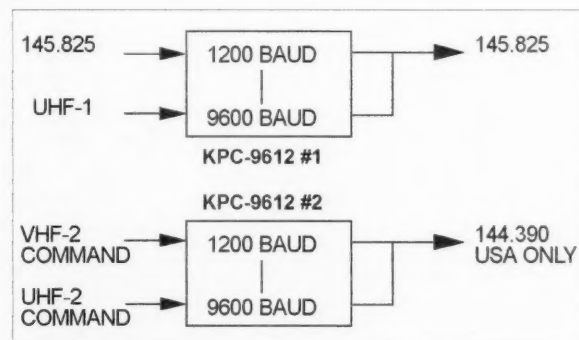 145.825
1200 BAUD
145.825
UHF-1
9600 BAUD
KPC-9612 #1
KPC-9612 #2
VHF-2
COMMAND
1200 BAUD
144.390
USA ONLY
UHF-2
COMMAND
9600 BAUD